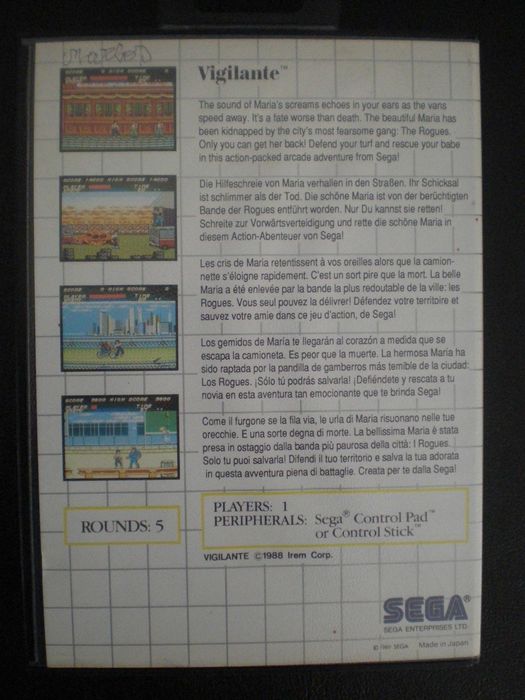 Vigilante™
The sound of Maria's screams echoes in your ears as the vans
speed away. It's a fate worse than death. The beautiful Maria has
been kidnapped by the city's most fearsome gang: The Rogues.
Only you can get her back! Defend your turf and rescue your babe
in this action-packed arcade adventure from Sega!
Die Hilfeschreie von Maria verhallen in den Straßen. Ihr Schicksal
ist schlimmer als der Tod. Die schöne Maria ist von der berüchtigten
Bande der Rogues entführt worden. Nur Du kannst sie retten!
Schreite zur Vorwärtsverteidigung und rette die schöne Maria in
diesem Action-Abenteuer von Sega!
Les cris de Maria retentissent à vos oreilles alors que la camion-
nette s'éloigne rapidement. C'est un sort pire que la mort. La belle
Maria a été enlevée par la bande la plus redoutable de la ville: les
Rogues. Vous seul pouvez la délivrer! Défendez votre territoire et
sauvez votre amie dans ce jeu d'action, de Sega!
Los gemidos de María te llegarán al corazón a medida que se
escapa la camioneta. Es peor que la muerte. La hermosa María ha
sido raptada por la pandilla de gamberros más temible de la ciudad:
Los Rogues. ¡Sólo tú podrás salvarla! ¡Defiéndete y rescata a tu
novia en esta aventura tan emocionante que te brinda Sega!
Come il furgone se la fila via, le urla di Maria risuonano nelle tue
orecchie. E una sorte degna di morte. La bellissima Maria è stata
presa in ostaggio dalla banda più paurosa della città: I Rogues.
Solo tu puoi salvarla! Difendi il tuo territorio e salva la tua adorata
in questa avventura piena di battaglie. Creata per te dalla Sega!
ROUNDS: 5
PLAYERS: 1
PERIPHERALS: Sega® Control Pad™
or Control Stick™
VIGILANTE ©1988 Irem Corp.
SEGA®
SEGA ENTERPRISES LTD.
Made in Japan